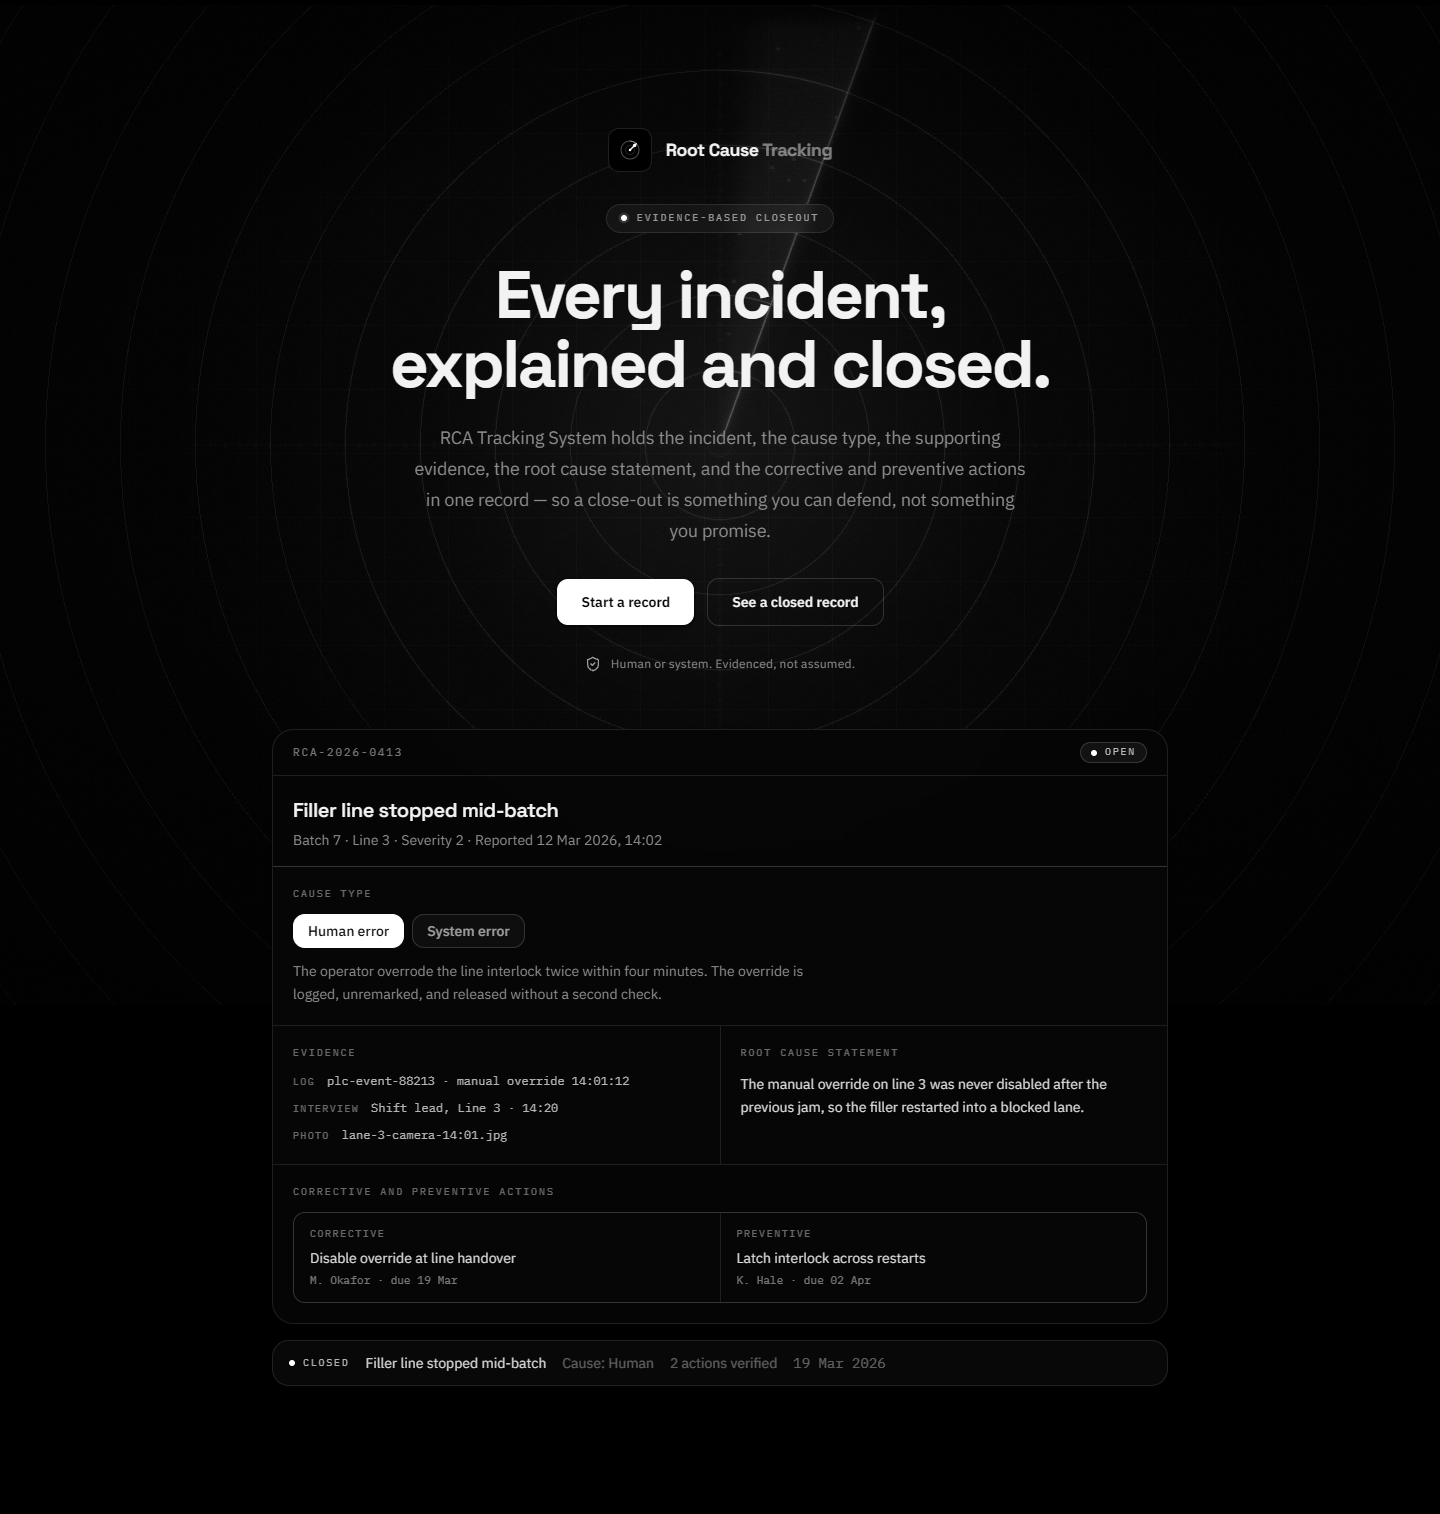 Root Cause Tracking
EVIDENCE-BASED CLOSEOUT
Every incident,
explained and closed.
RCA Tracking System holds the incident, the cause type, the supporting
evidence, the root cause statement, and the corrective and preventive actions
in one record — so a close-out is something you can defend, not something
you promise.
Start a record
See a closed record
Human or system. Evidenced, not assumed.
RCA-2026-0413
OPEN
Filler line stopped mid-batch
Batch 7 · Line 3 · Severity 2 · Reported 12 Mar 2026, 14:02
CAUSE TYPE
Human error
System error
The operator overrode the line interlock twice within four minutes. The override is
logged, unremarked, and released without a second check.
EVIDENCE
LOG plc-event-88213 · manual override 14:01:12
INTERVIEW Shift lead, Line 3 · 14:20
PHOTO lane-3-camera-14:01.jpg
ROOT CAUSE STATEMENT
The manual override on line 3 was never disabled after the
previous jam, so the filler restarted into a blocked lane.
CORRECTIVE AND PREVENTIVE ACTIONS
CORRECTIVE
Disable override at line handover
M. Okafor · due 19 Mar
PREVENTIVE
Latch interlock across restarts
K. Hale · due 02 Apr
CLOSED Filler line stopped mid-batch Cause: Human 2 actions verified 19 Mar 2026